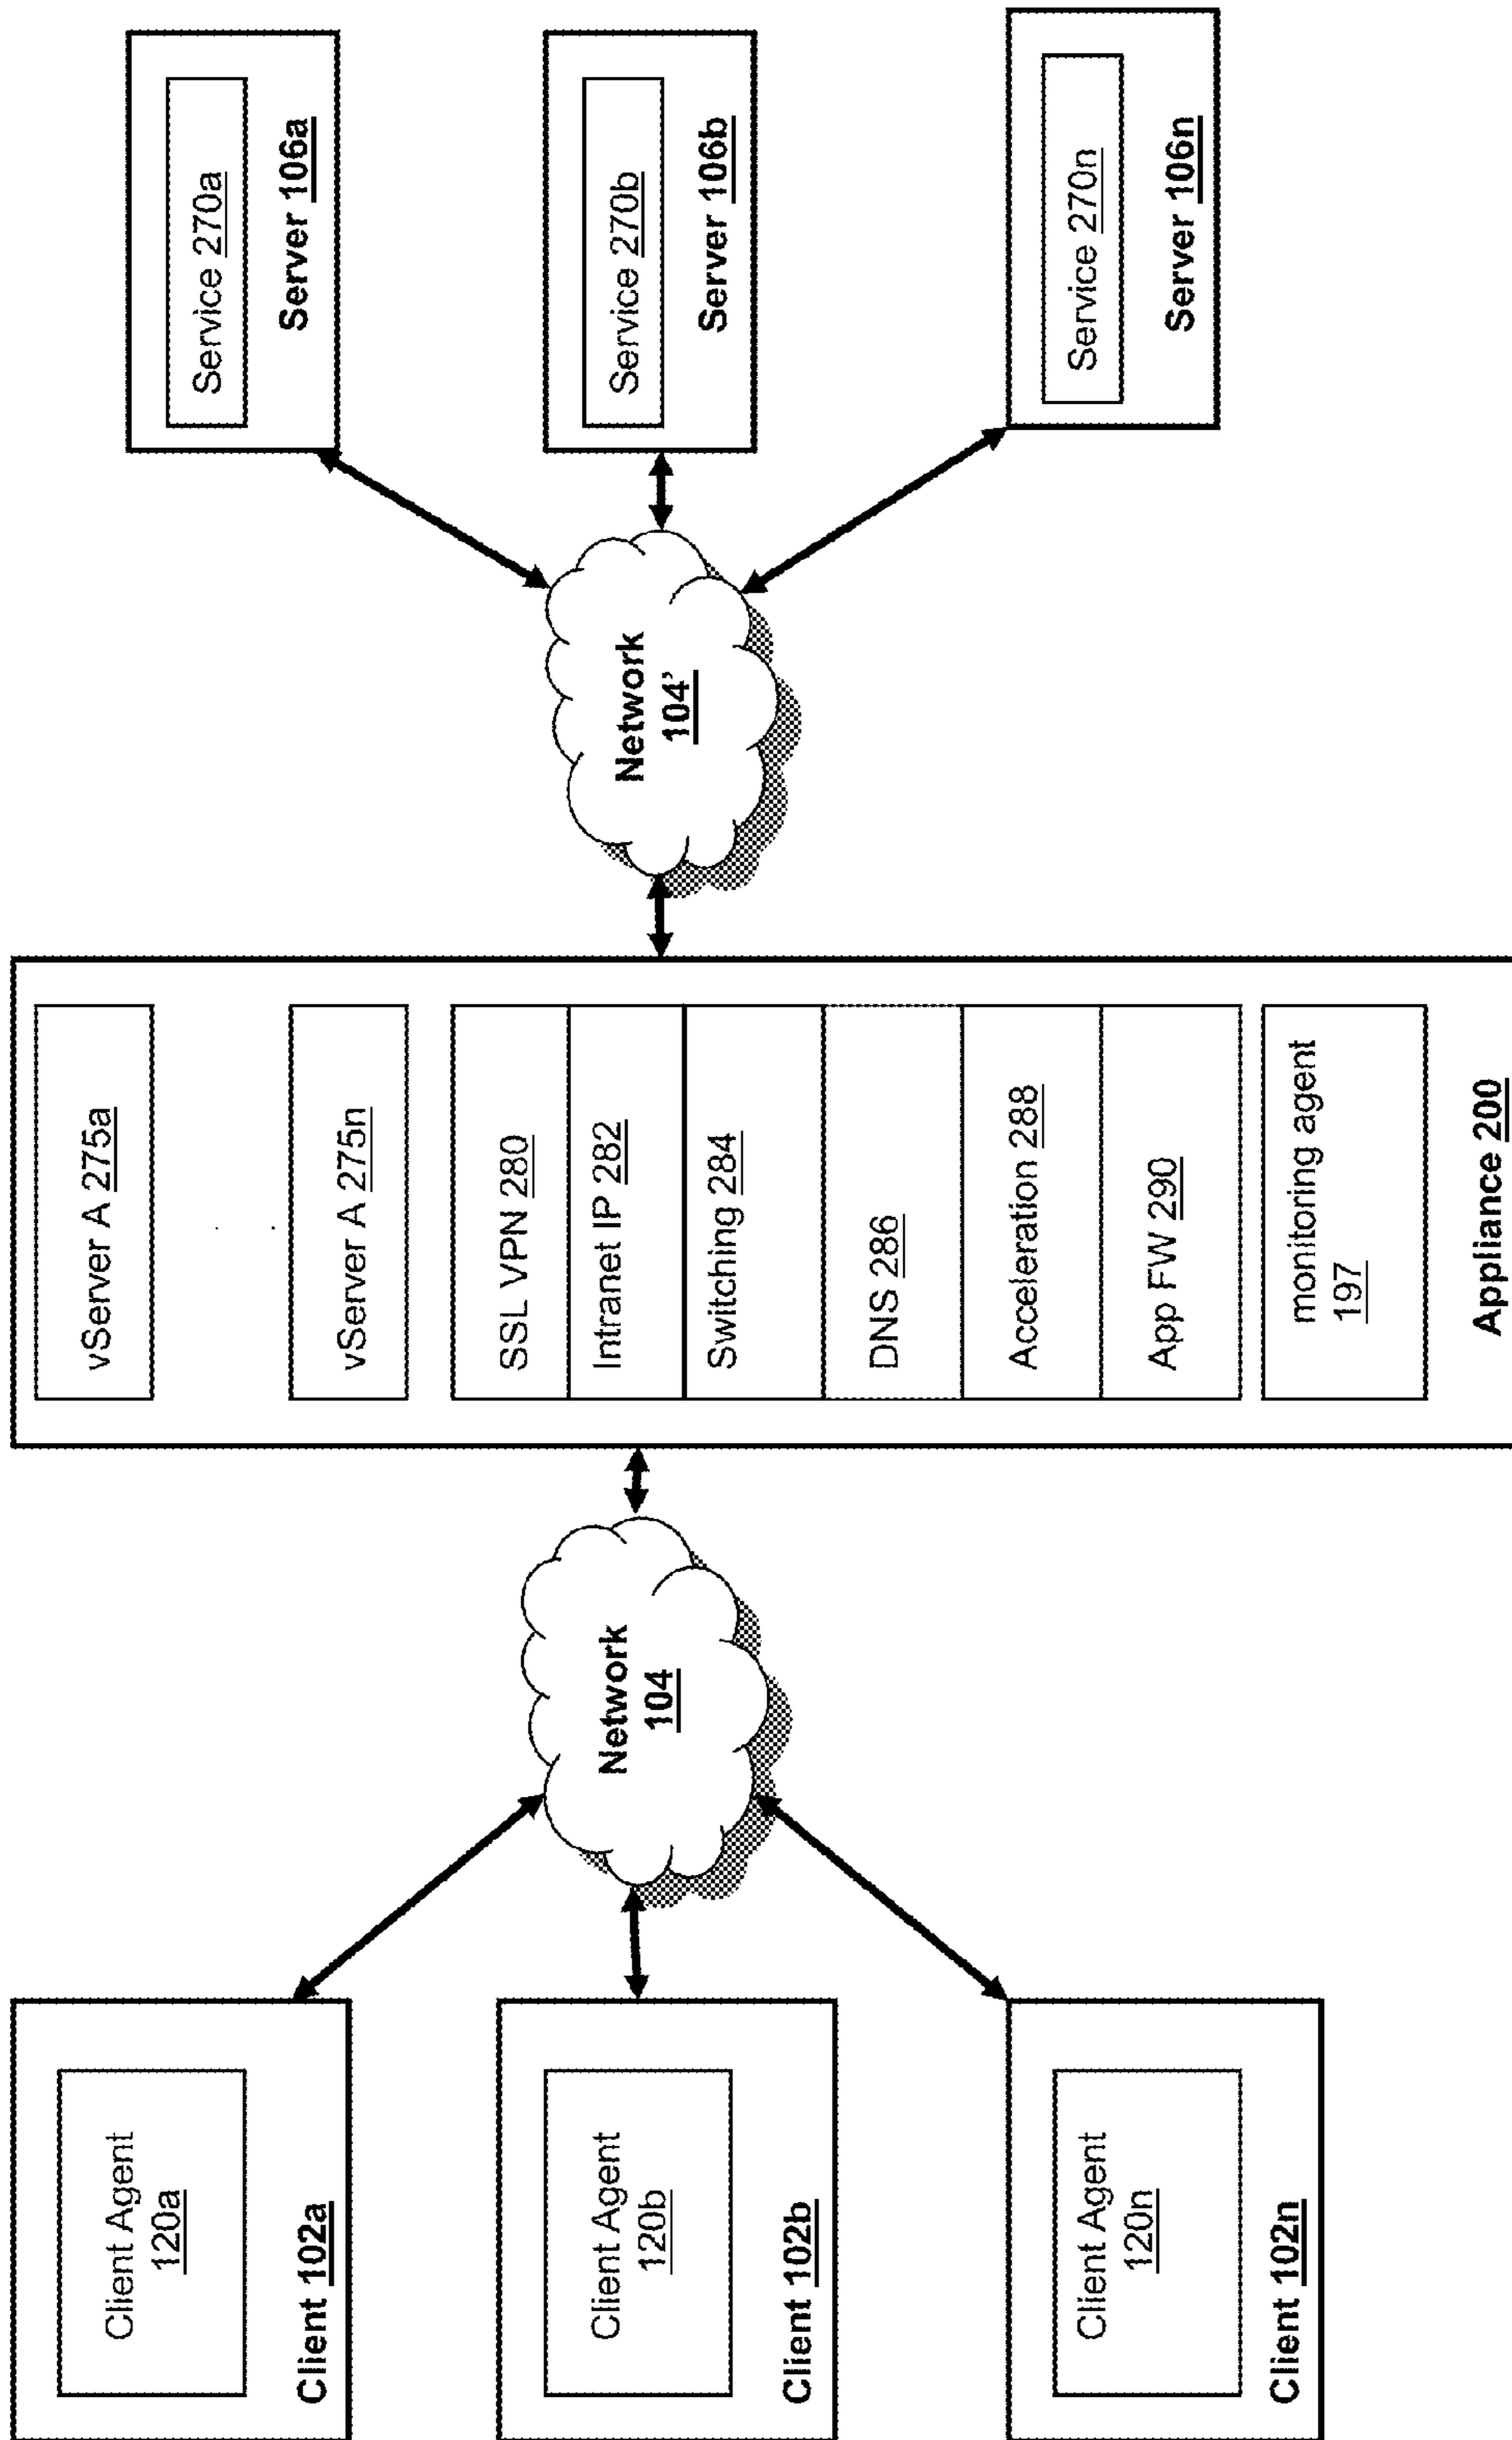 Client Agent
120a
Client 102a
Client Agent
120b
Client 102b
Client Agent
120n
Client 102n
Network
104
vServer A 275a
vServer A 275n
SSL VPN 280
Intranet IP 282
Switching 284
DNS 286
Acceleration 288
App FW 290
monitoring agent
197
Appliance 200
Network
104’
Service 270a
Server 106a
Service 270b
Server 106b
Service 270n
Server 106n